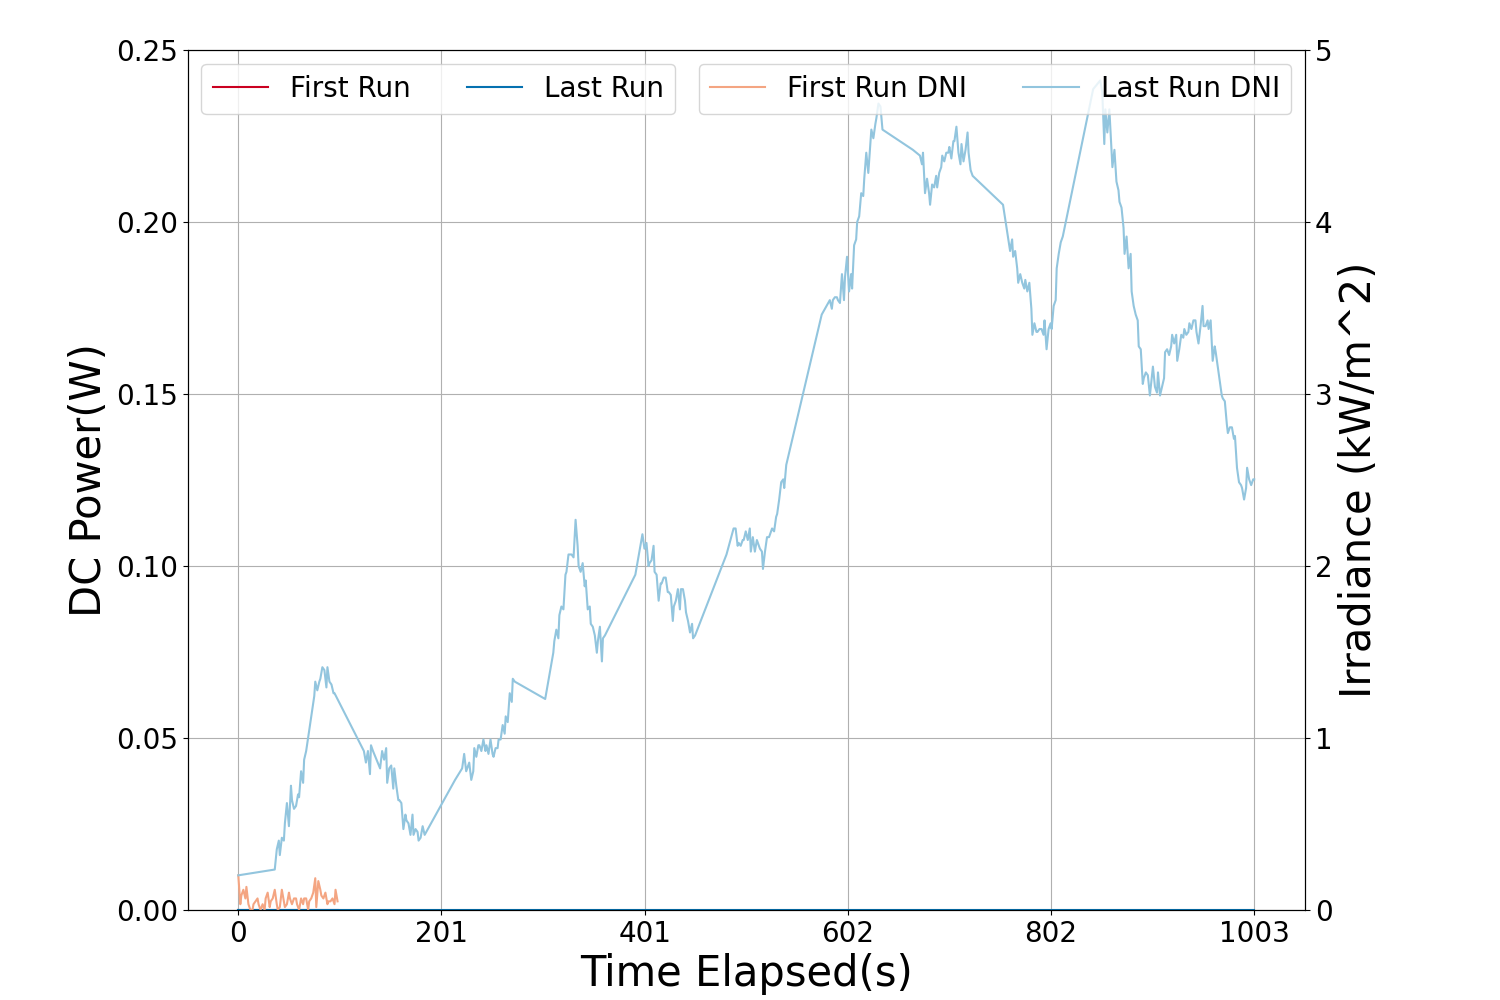 First Run
Last Run
First Run DNI
Last Run DNI
0.25
0.20
0.15
0.10
0.05
0.00
DC Power(W)
5
4
3
2
1
0
Irradiance (kW/m^2)
0
201
401
602
802
1003
Time Elapsed(s)